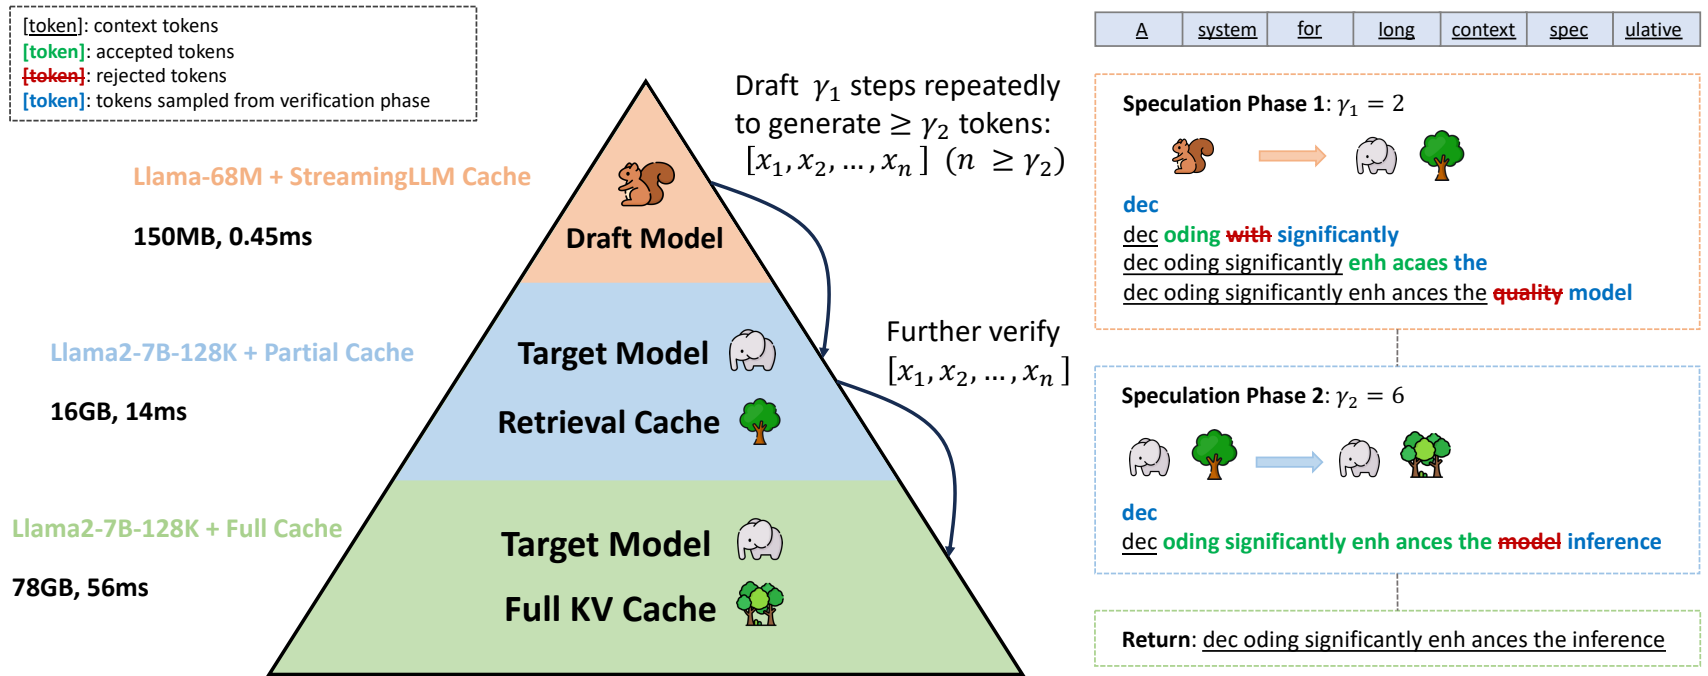 [token]: context tokens
[token]: accepted tokens
[token]: rejected tokens
[token]: tokens sampled from verification phase
Llama-68M + StreamingLLM Cache
150MB, 0.45ms
Llama2-7B-128K + Partial Cache
16GB, 14ms
Llama2-7B-128K + Full Cache
78GB, 56ms
Draft Model
Target Model
Retrieval Cache
Target Model
Full KV Cache
Draft γ₁ steps repeatedly
to generate ≥ γ₂ tokens:
[x₁, x₂, ..., xₙ] (n ≥ γ₂)
Further verify
[x₁, x₂, ..., xₙ]
A system for long context spec ulative
Speculation Phase 1: γ₁ = 2
dec
dec oding with significantly
dec oding significantly enh acaes the
dec oding significantly enh ances the quality model
Speculation Phase 2: γ₂ = 6
dec
dec oding significantly enh ances the model inference
Return: dec oding significantly enh ances the inference